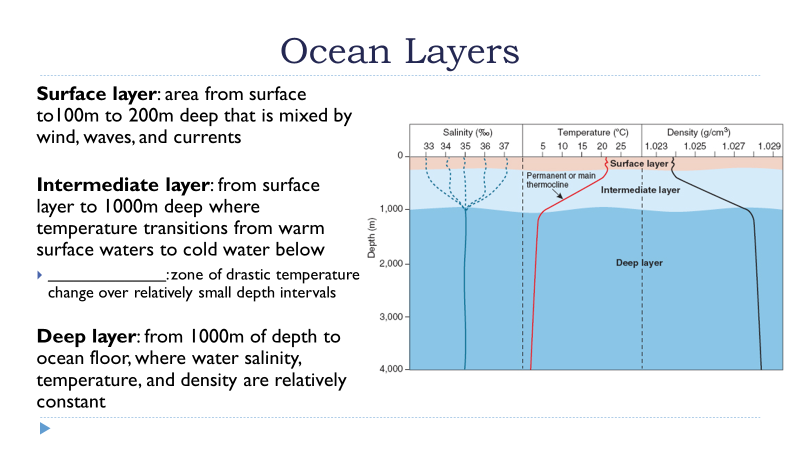 Ocean Layers
Surface layer: area from surface
to100m to 200m deep that is mixed by
wind, waves, and currents
Intermediate layer: from surface
layer to 1000m deep where
temperature transitions from warm
surface waters to cold water below
______________:zone of drastic temperature
change over relatively small depth intervals
Deep layer: from 1000m of depth to
ocean floor, where water salinity,
temperature, and density are relatively
constant
Salinity (‰) Temperature (°C) Density (g/cm³)
33 34 35 36 37 5 10 15 20 25 1.023 1.025 1.027 1.029
0
Surface layer
Permanent or main
thermocline
Intermediate layer
1,000
Depth (m)
2,000
Deep layer
3,000
4,000